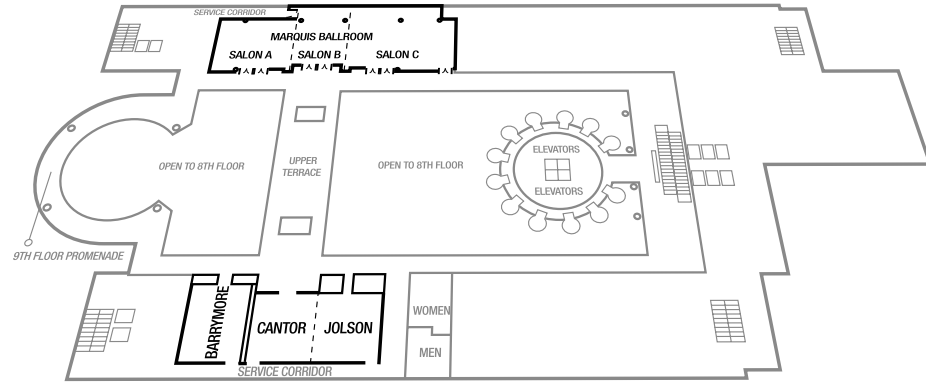 SERVICE CORRIDOR
MARQUIS BALLROOM
SALON A
SALON B
SALON C
OPEN TO 8TH FLOOR
UPPER
TERRACE
OPEN TO 8TH FLOOR
ELEVATORS
ELEVATORS
9TH FLOOR PROMENADE
BARRYMORE
CANTOR
JOLSON
WOMEN
MEN
SERVICE CORRIDOR